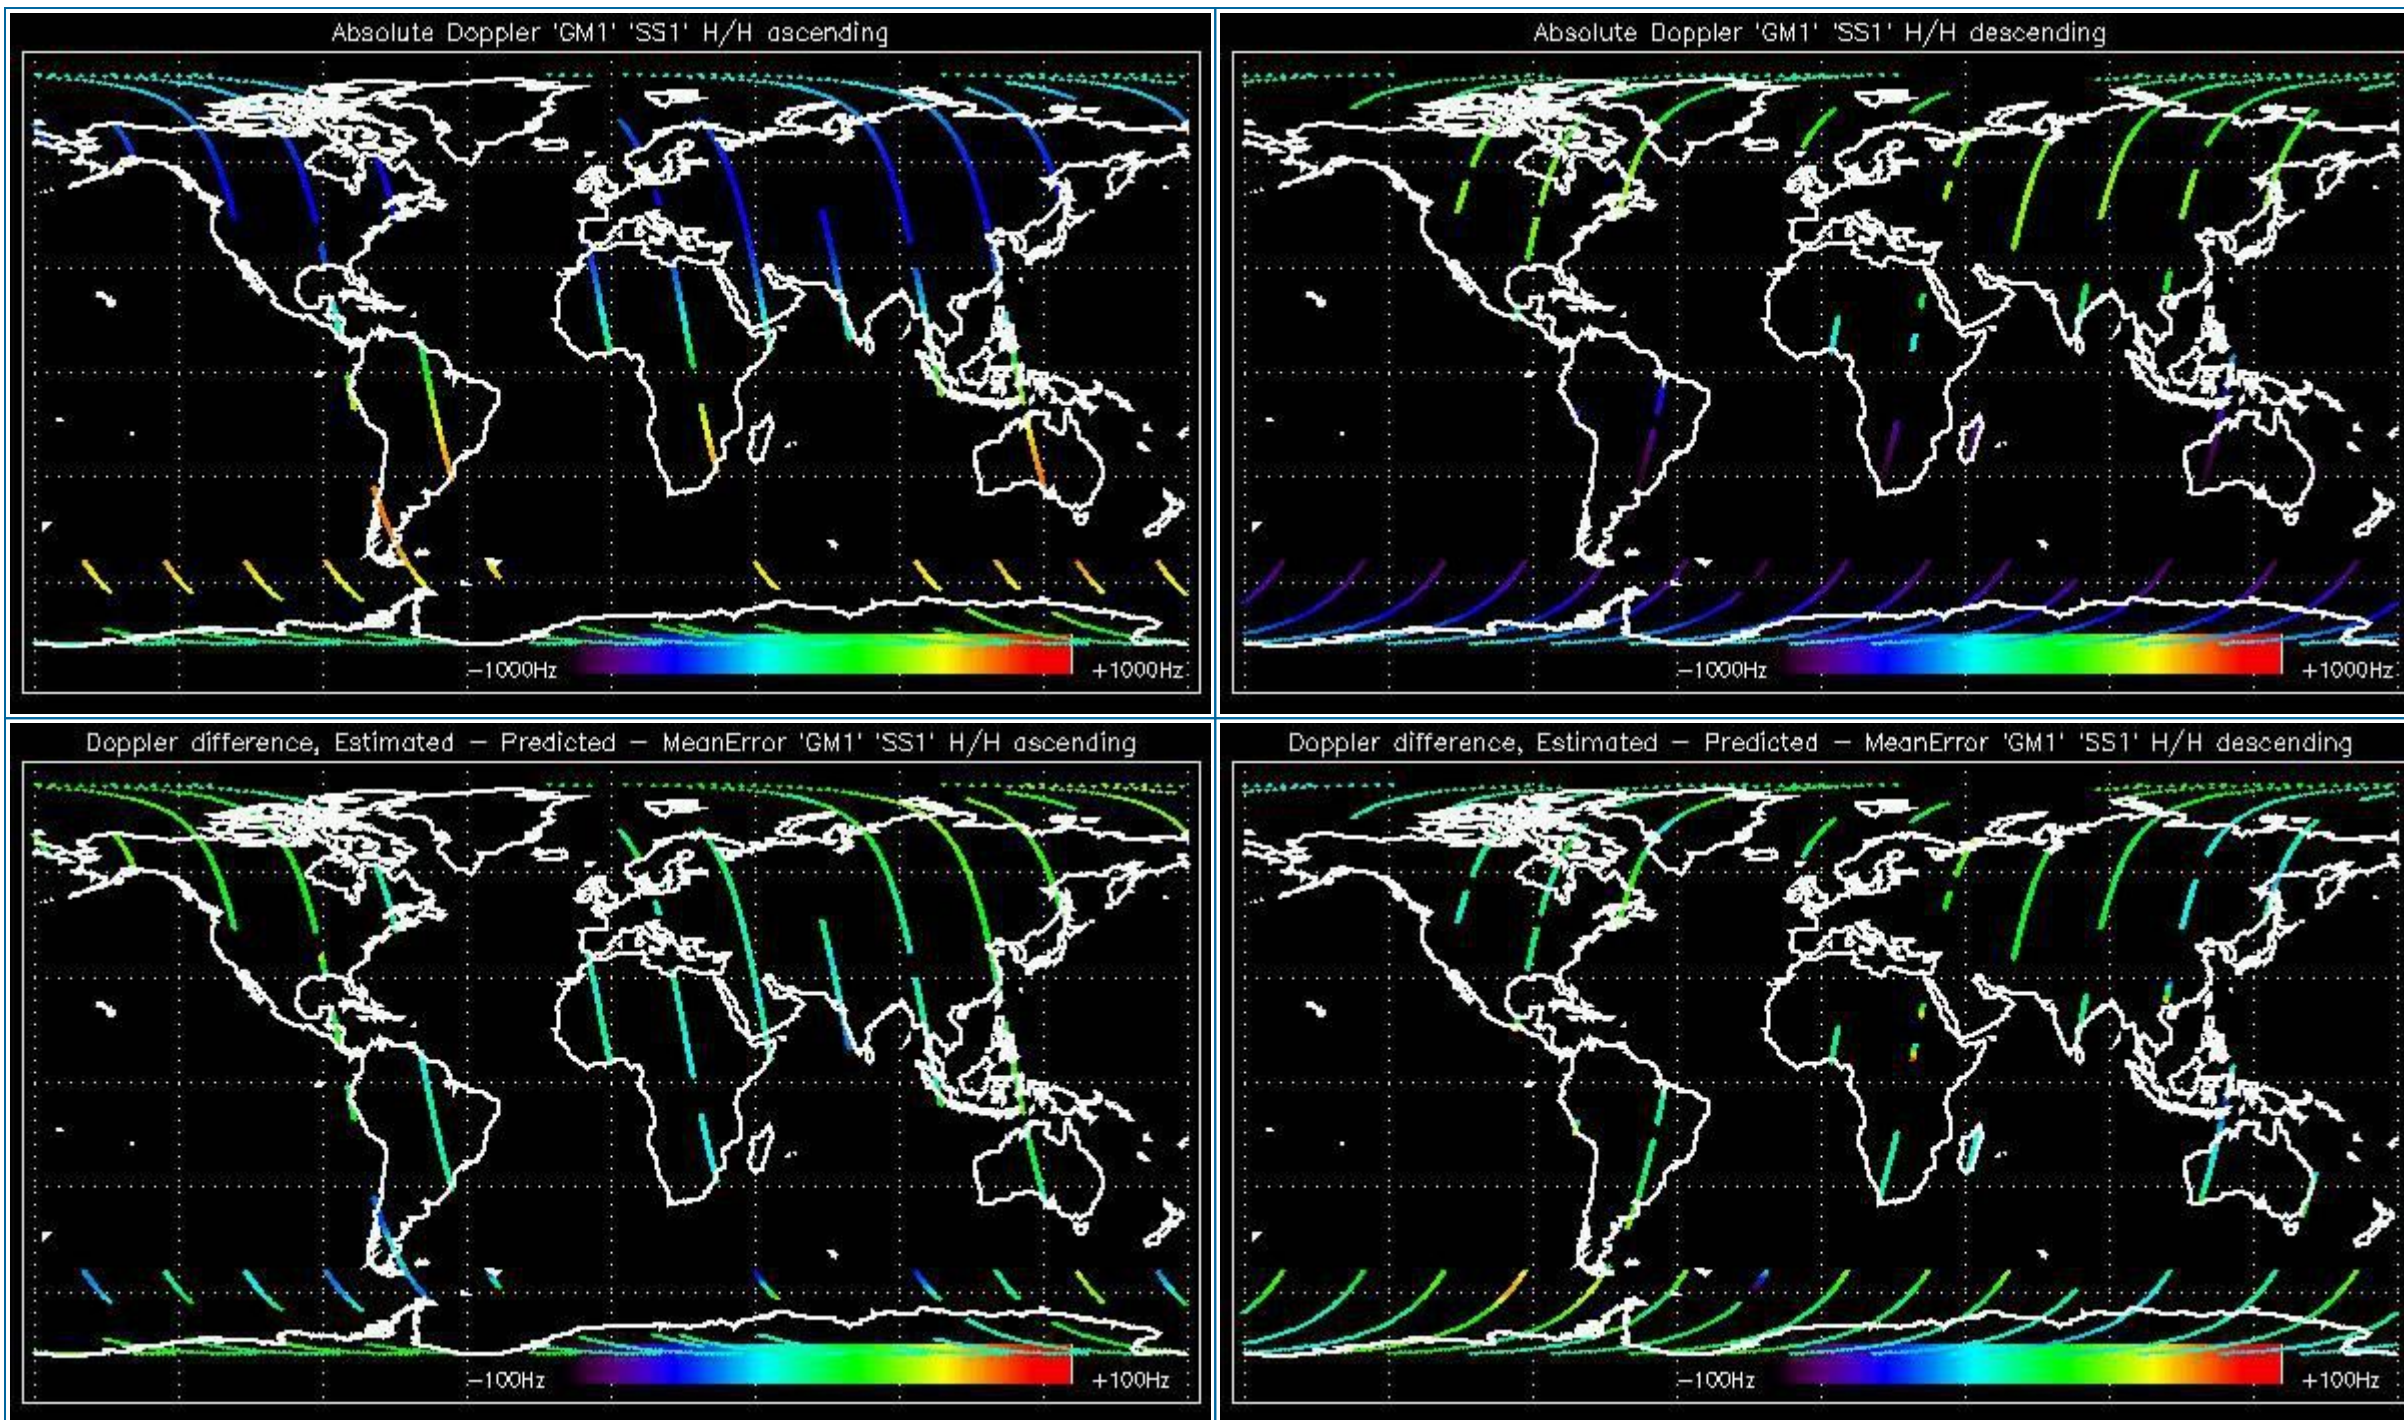 Absolute Doppler 'GM1' 'SS1' H/H ascending
−1000Hz
+1000Hz
Absolute Doppler 'GM1' 'SS1' H/H descending
−1000Hz
+1000Hz
Doppler difference, Estimated − Predicted − MeanError 'GM1' 'SS1' H/H ascending
−100Hz
+100Hz
Doppler difference, Estimated − Predicted − MeanError 'GM1' 'SS1' H/H descending
−100Hz
+100Hz